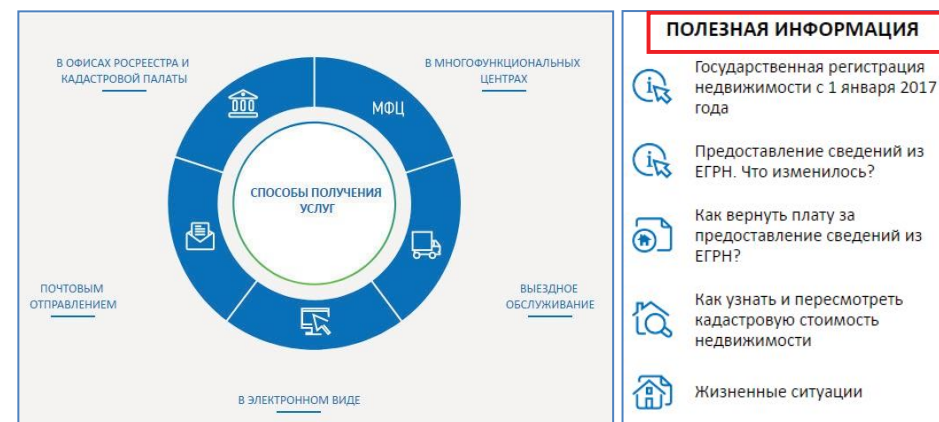 В ОФИСАХ РОСРЕЕСТРА И
КАДАСТРОВОЙ ПАЛАТЫ
В МНОГОФУНКЦИОНАЛЬНЫХ
ЦЕНТРАХ
МФЦ
СПОСОБЫ ПОЛУЧЕНИЯ
УСЛУГ
ПОЧТОВЫМ
ОТПРАВЛЕНИЕМ
ВЫЕЗДНОЕ
ОБСЛУЖИВАНИЕ
В ЭЛЕКТРОННОМ ВИДЕ
ПОЛЕЗНАЯ ИНФОРМАЦИЯ
Государственная регистрация
недвижимости с 1 января 2017
года
Предоставление сведений из
ЕГРН. Что изменилось?
Как вернуть плату за
предоставление сведений из
ЕГРН?
Как узнать и пересмотреть
кадастровую стоимость
недвижимости
Жизненные ситуации